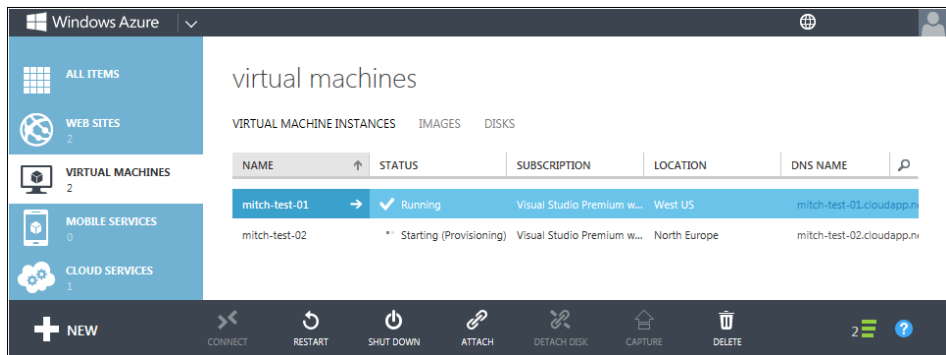 Windows Azure
ALL ITEMS
WEB SITES
2
VIRTUAL MACHINES
2
MOBILE SERVICES
0
CLOUD SERVICES
1
virtual machines
VIRTUAL MACHINE INSTANCES IMAGES DISKS
NAME STATUS SUBSCRIPTION LOCATION DNS NAME
mitch-test-01 Running Visual Studio Premium w... West US mitch-test-01.cloudapp.ne
mitch-test-02 Starting (Provisioning) Visual Studio Premium w... North Europe mitch-test-02.cloudapp.ne
NEW
CONNECT RESTART SHUT DOWN ATTACH DETACH DISK CAPTURE DELETE
2 ?